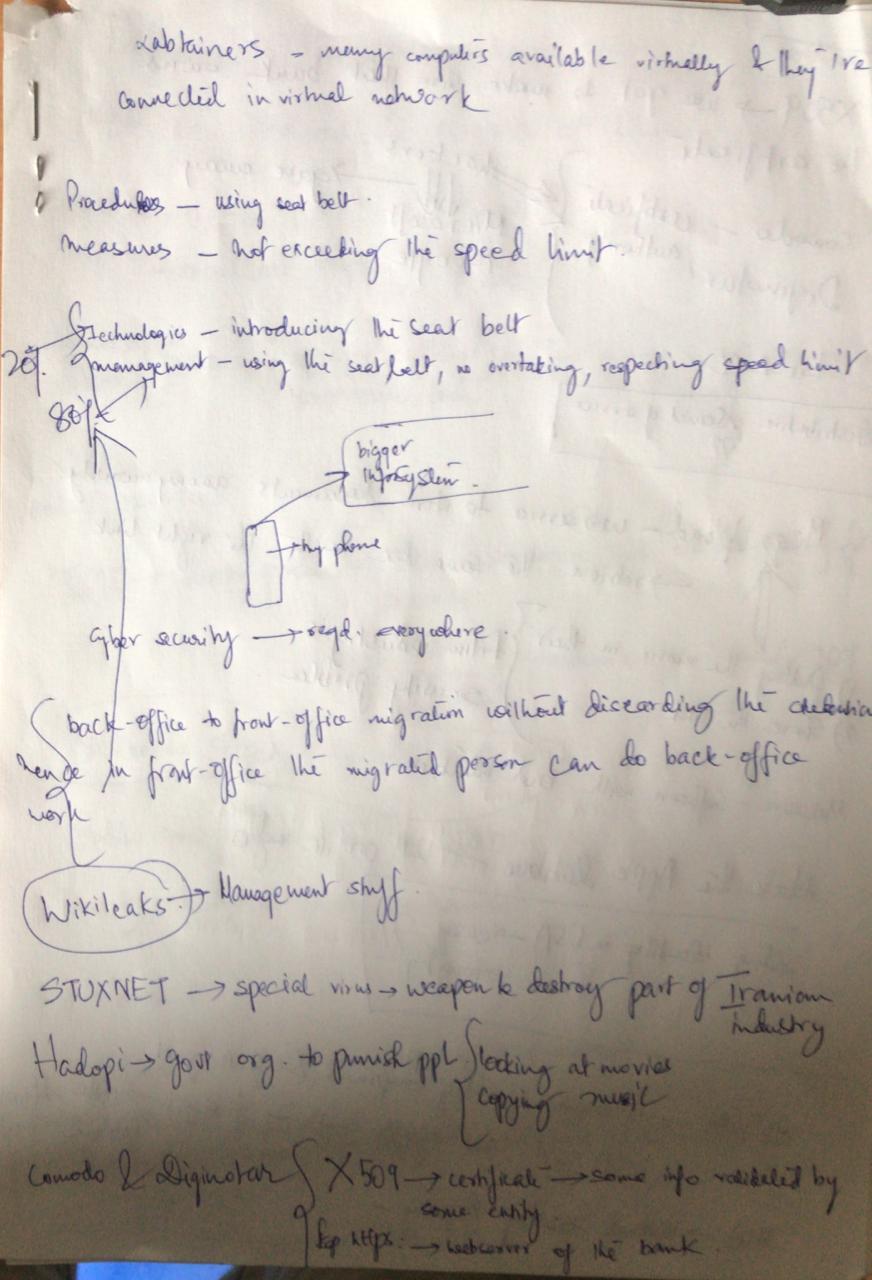 Labtainers – many computers available virtually & they're
connected in virtual network
Procedures – using seat belt.
Measures – not exceeding the speed limit.
Technologies – introducing the seat belt
20%. management – using the seat belt, no overtaking, respecting speed limit
80%
bigger
infosystem.
→ my phone
Cyber security → reqd. everywhere.
back-office to front-office migration without discarding the
hence in front-office the migrated person can do back-office
work
Wikileaks → Management stuff.
STUXNET → special virus → weapon to destroy part of Iranian
industry
Hadopi → govt org. to punish ppl looking at movies
copying music
Comodo & Diginotar X509 → certificate → some info validated by
some entity
for https: → webserver of the bank.